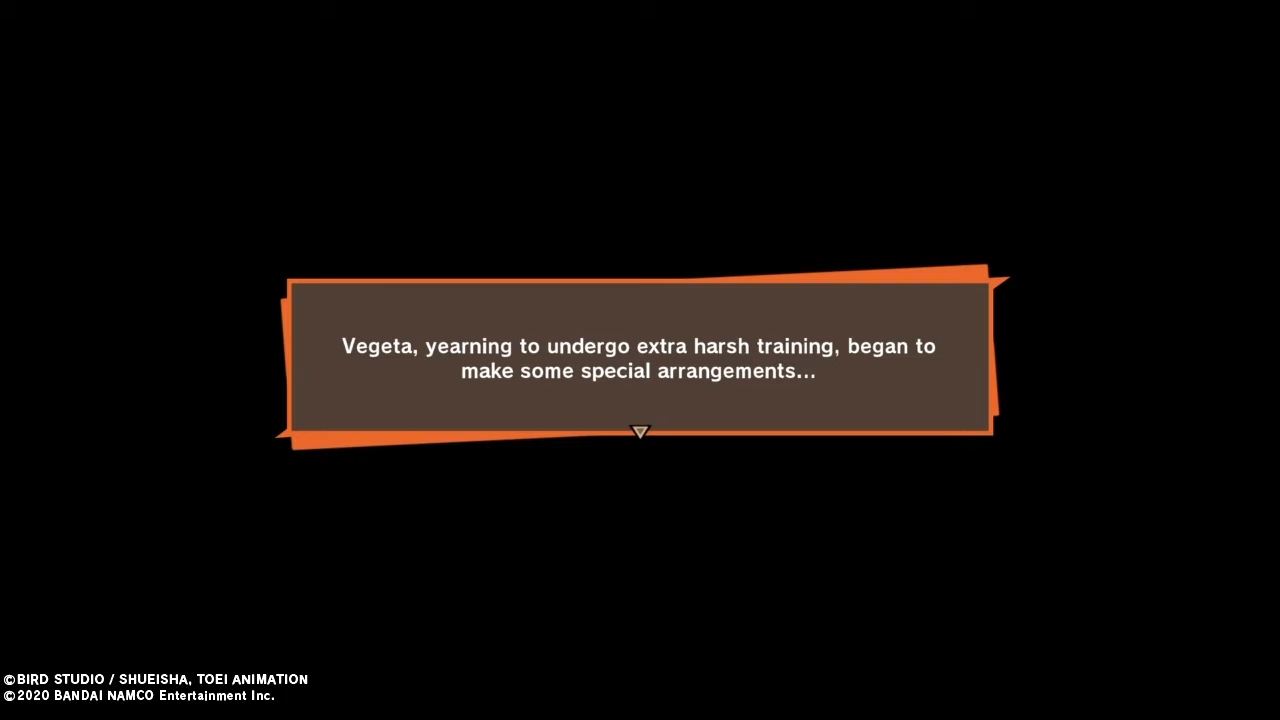 Vegeta, yearning to undergo extra harsh training, began to
make some special arrangements...
©BIRD STUDIO / SHUEISHA, TOEI ANIMATION
©2020 BANDAI NAMCO Entertainment Inc.